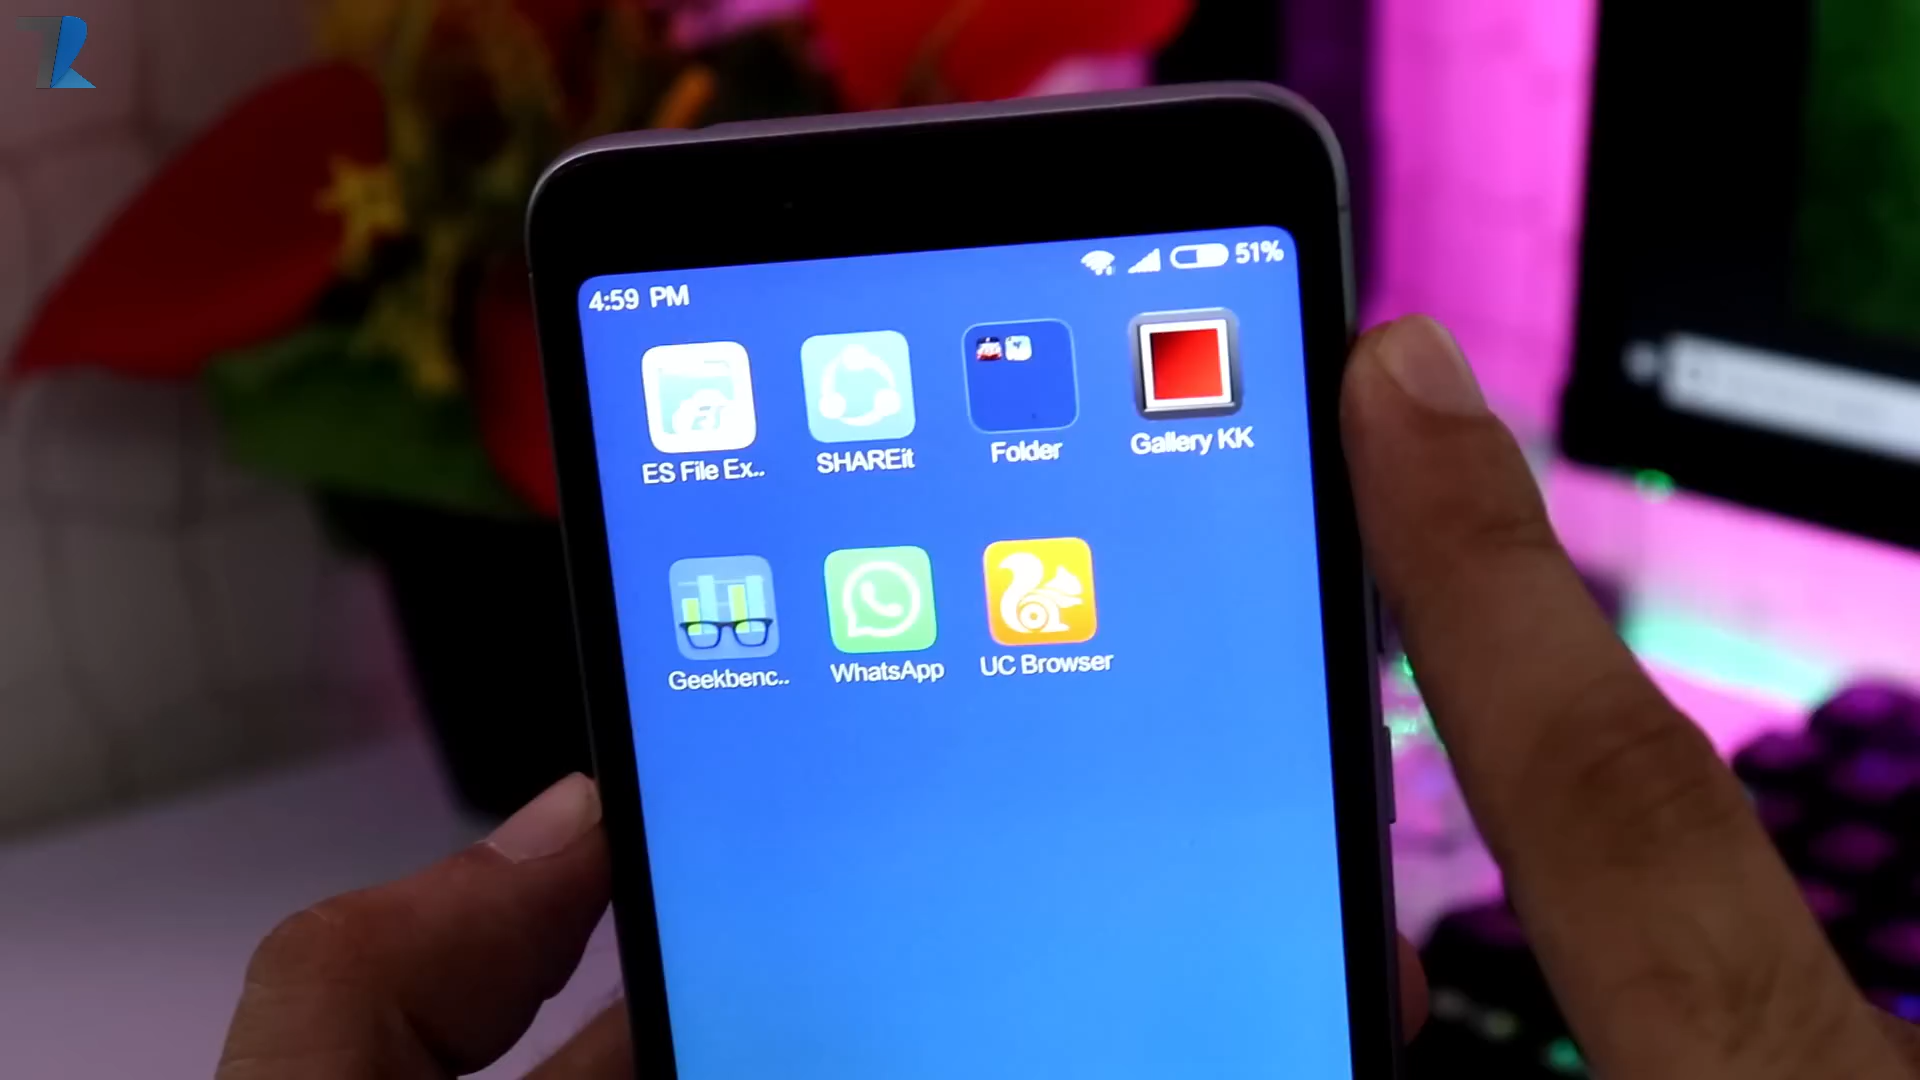 4:59 PM
51%
ES File Ex..
SHAREit
Folder
Gallery KK
Geekbenc..
WhatsApp
UC Browser